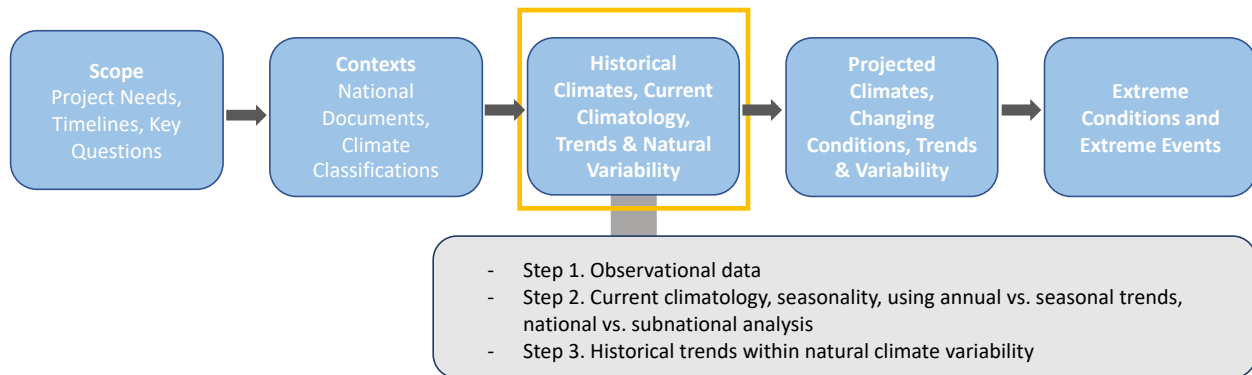 Scope
Project Needs,
Timelines, Key
Questions
Contexts
National
Documents,
Climate
Classifications
Historical
Climates, Current
Climatology,
Trends & Natural
Variability
Projected
Climates,
Changing
Conditions, Trends
& Variability
Extreme
Conditions and
Extreme Events
- Step 1. Observational data
- Step 2. Current climatology, seasonality, using annual vs. seasonal trends,
national vs. subnational analysis
- Step 3. Historical trends within natural climate variability